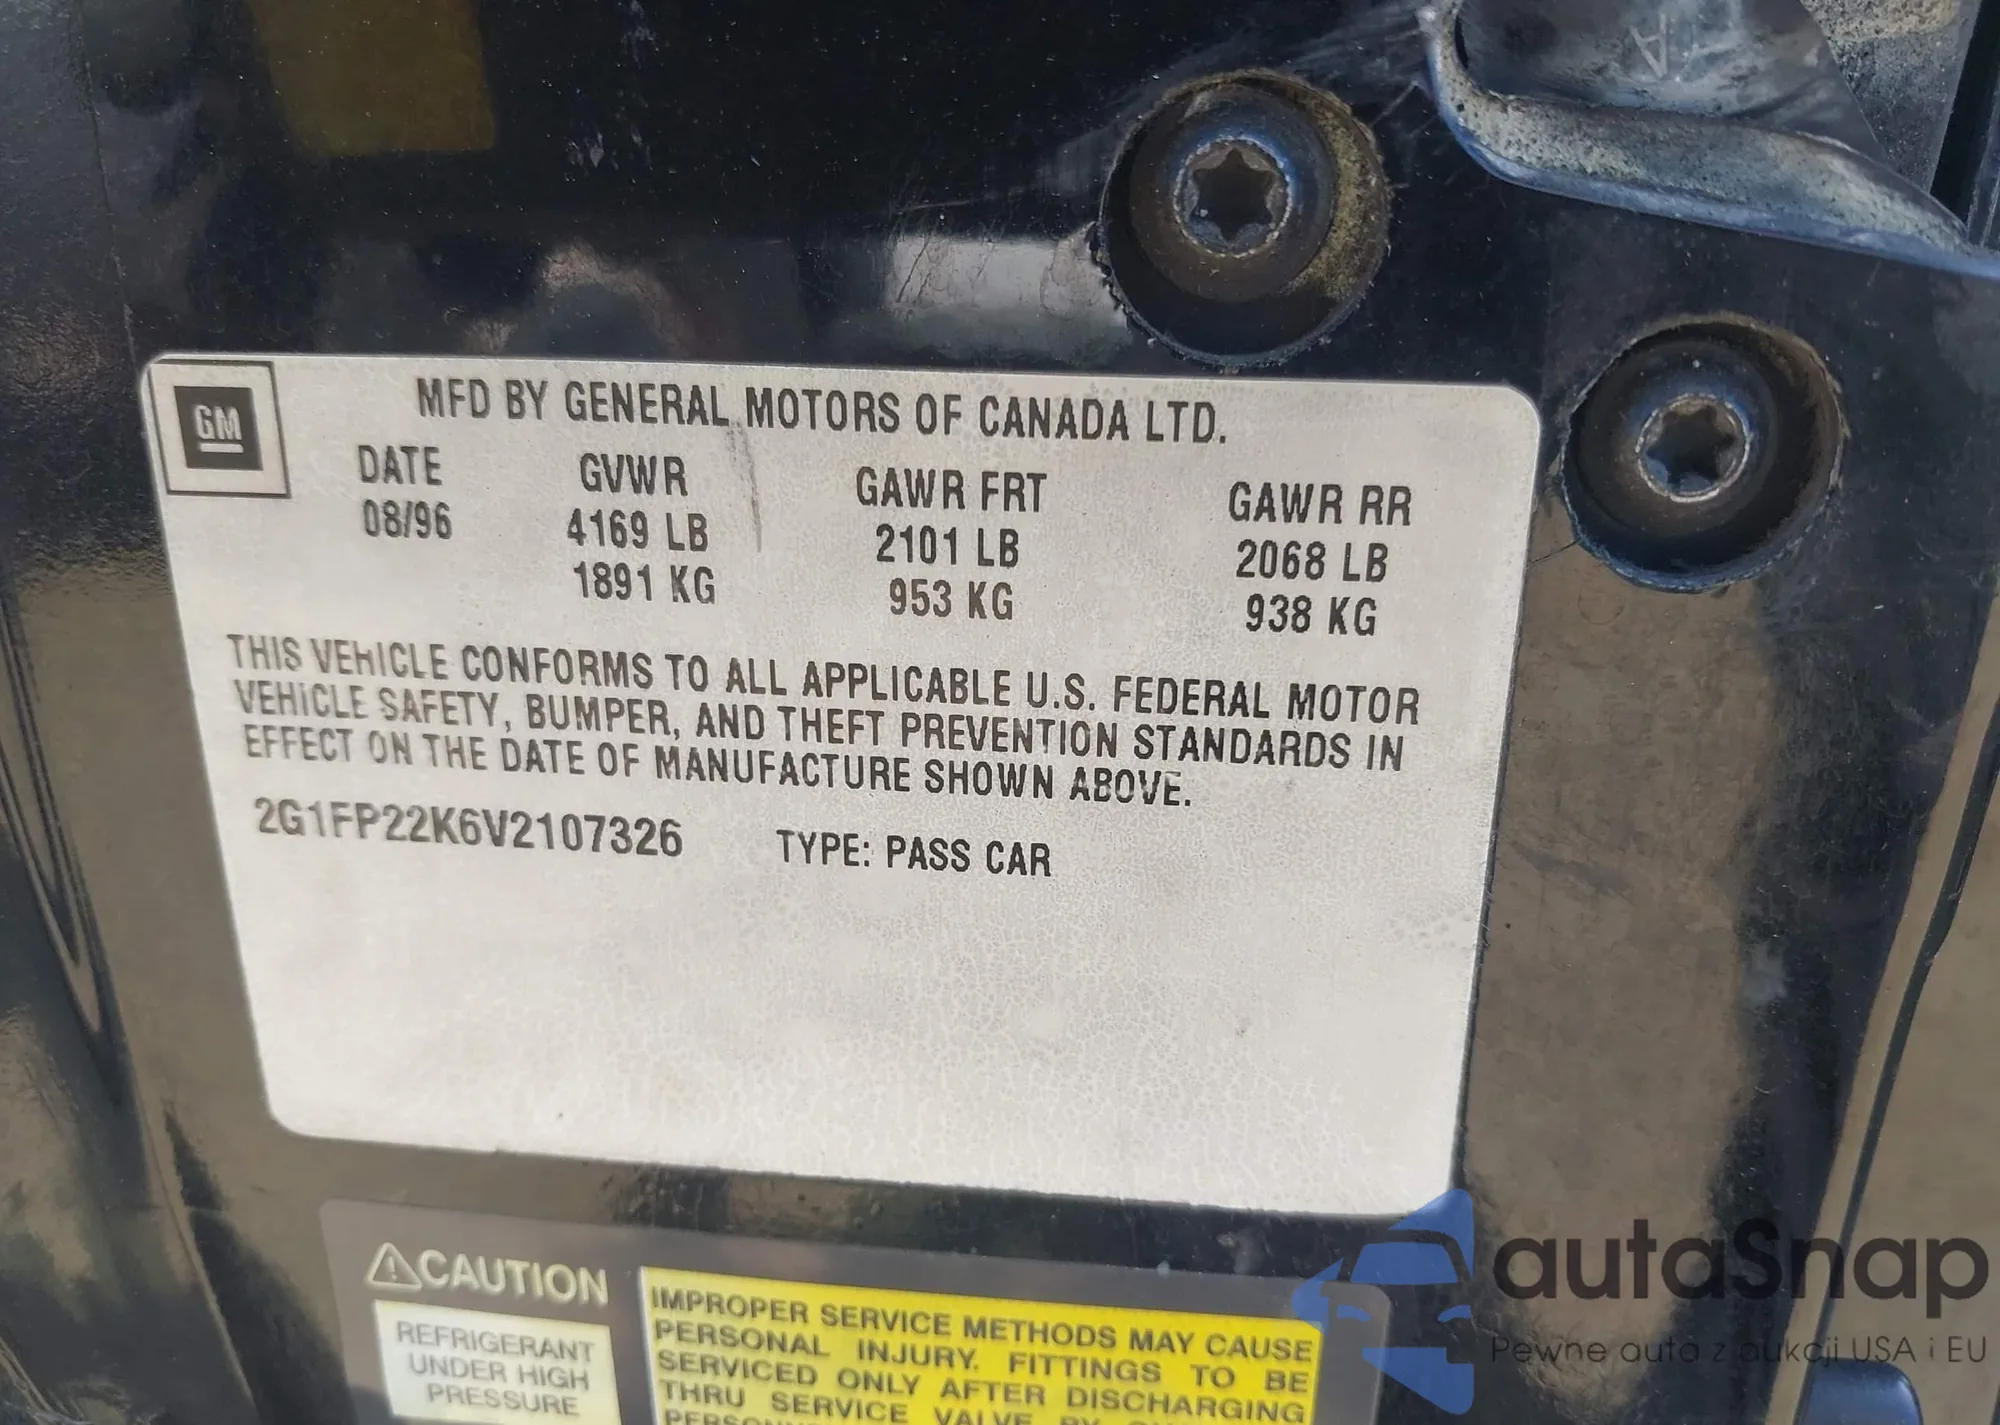 GM
MFD BY GENERAL MOTORS OF CANADA LTD.
DATE GVWR GAWR FRT GAWR RR
08/96 4169 LB 2101 LB 2068 LB
1891 KG 953 KG 938 KG
THIS VEHICLE CONFORMS TO ALL APPLICABLE U.S. FEDERAL MOTOR
VEHICLE SAFETY, BUMPER, AND THEFT PREVENTION STANDARDS IN
EFFECT ON THE DATE OF MANUFACTURE SHOWN ABOVE.
2G1FP22K6V2107326 TYPE: PASS CAR
⚠CAUTION
REFRIGERANT
UNDER HIGH
PRESSURE
IMPROPER SERVICE METHODS MAY CAUSE
PERSONAL INJURY. FITTINGS TO BE
SERVICED ONLY AFTER DISCHARGING
THRU SERVICE VALVE BY
autaSnap
Pewne auta z aukcji USA i EU